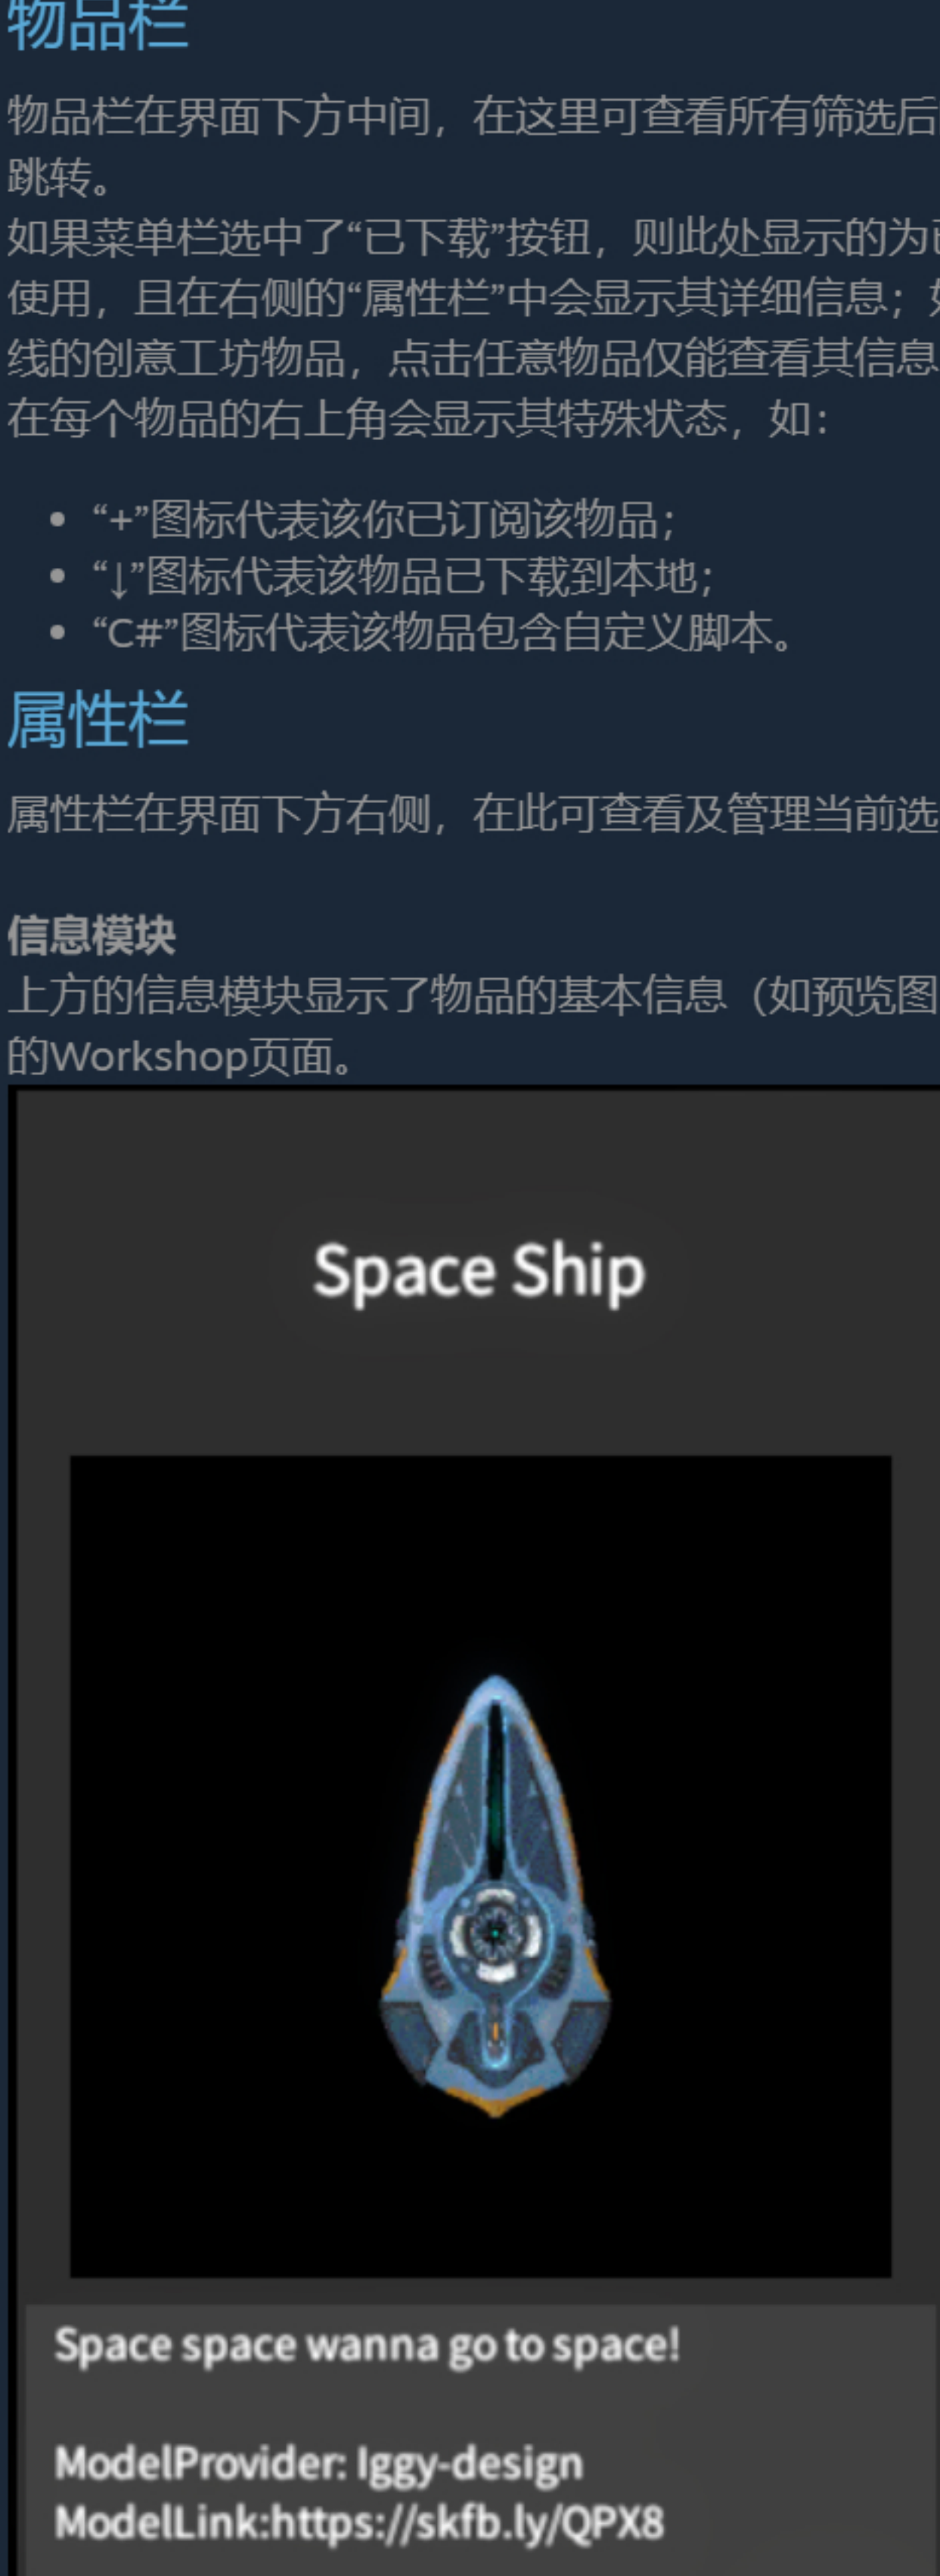 物品栏
物品栏在界面下方中间，在这里可查看所有筛选后
跳转。
如果菜单栏选中了“已下载”按钮，则此处显示的为
使用，且在右侧的“属性栏”中会显示其详细信息；
线的创意工坊物品，点击任意物品仅能查看其信息
在每个物品的右上角会显示其特殊状态，如：
• “+”图标代表该你已订阅该物品；
• “↓”图标代表该物品已下载到本地；
• “C#”图标代表该物品包含自定义脚本。
属性栏
属性栏在界面下方右侧，在此可查看及管理当前选
信息模块
上方的信息模块显示了物品的基本信息（如预览图
的Workshop页面。
Space Ship
Space space wanna go to space!
ModelProvider: Iggy-design
ModelLink:https://skfb.ly/QPX8